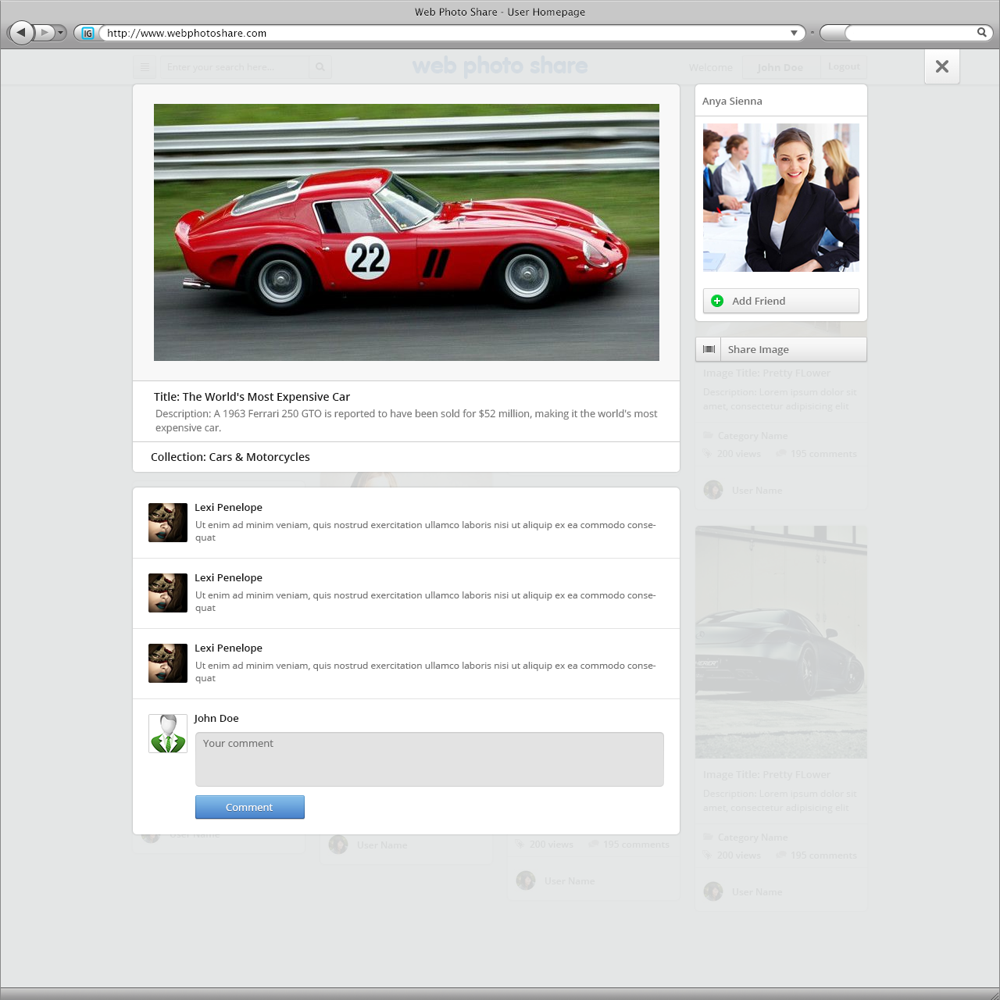 Web Photo Share - User Homepage
IG
http://www.webphotoshare.com
Enter your search here...
web photo share
Welcome
John Doe
Logout
Anya Sienna
22
Add Friend
Share Image
Title: The World's Most Expensive Car
Description: A 1963 Ferrari 250 GTO is reported to have been sold for $52 million, making it the world's most
expensive car.
Collection: Cars & Motorcycles
Image Title: Pretty FLower
Description: Lorem ipsum dolor sit
amet, consectetur adipisicing elit
Category Name
200 views
195 comments
User Name
Lexi Penelope
Ut enim ad minim veniam, quis nostrud exercitation ullamco laboris nisi ut aliquip ex ea commodo conse-
quat
Lexi Penelope
Ut enim ad minim veniam, quis nostrud exercitation ullamco laboris nisi ut aliquip ex ea commodo conse-
quat
Lexi Penelope
Ut enim ad minim veniam, quis nostrud exercitation ullamco laboris nisi ut aliquip ex ea commodo conse-
quat
John Doe
Your comment
Comment
Image Title: Pretty FLower
Description: Lorem ipsum dolor sit
amet, consectetur adipisicing elit
Category Name
200 views
195 comments
User Name
User Name
User Name
200 views
195 comments
User Name